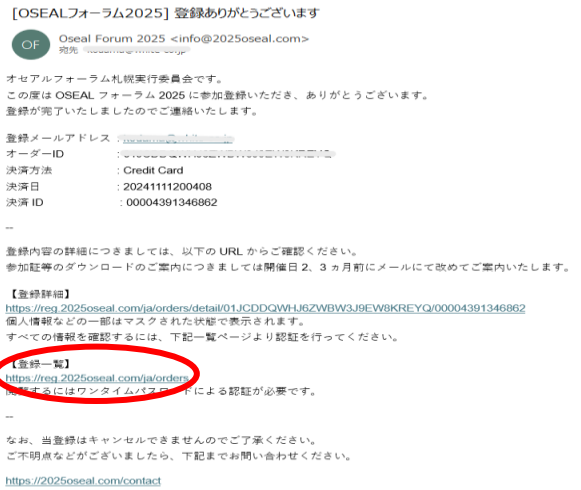 [OSEALフォーラム2025] 登録ありがとうございます
OF
Oseal Forum 2025 <info@2025oseal.com>
宛先
オセアルフォーラム札幌実行委員会です。
この度は OSEAL フォーラム 2025 に参加登録いただき、ありがとうございます。
登録が完了いたしましたのでご連絡いたします。
登録メールアドレス :
オーダーID :
決済方法 : Credit Card
決済日 : 20241111200408
決済 ID : 00004391346862
--
登録内容の詳細につきましては、以下の URL からご確認ください。
参加証等のダウンロードのご案内につきましては開催日 2、3 ヵ月前にメールにて改めてご案内いたします。
【登録詳細】
https://reg.2025oseal.com/ja/orders/detail/01JCDDQWHJ6ZWBW3J9EW8KREYQ/00004391346862
個人情報などの一部はマスクされた状態で表示されます。
すべての情報を確認するには、下記一覧ページより認証を行ってください。
【登録一覧】
https://reg.2025oseal.com/ja/orders
閲覧するにはワンタイムパスワードによる認証が必要です。
--
なお、当登録はキャンセルできませんのでご了承ください。
ご不明点などがございましたら、下記までお問い合わせください。
https://2025oseal.com/contact